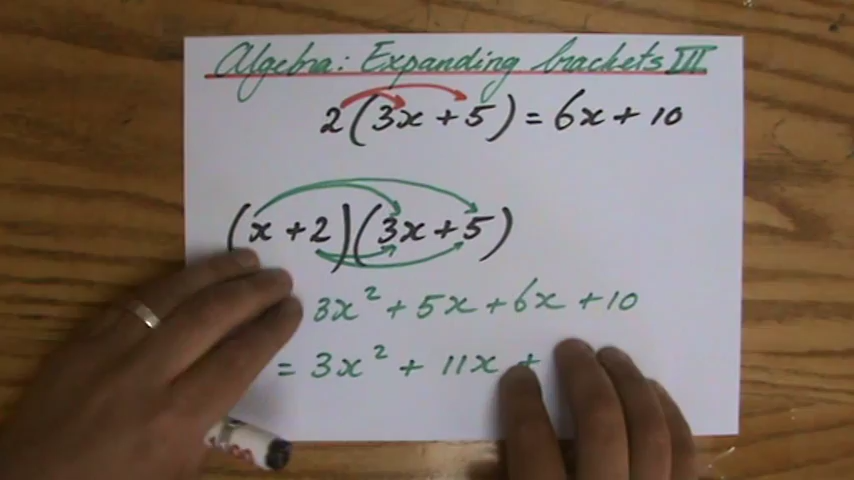 Algebra: Expanding brackets III
2(3x+5) = 6x + 10
(x+2)(3x+5)
3x² + 5x + 6x + 10
= 3x² + 11x +